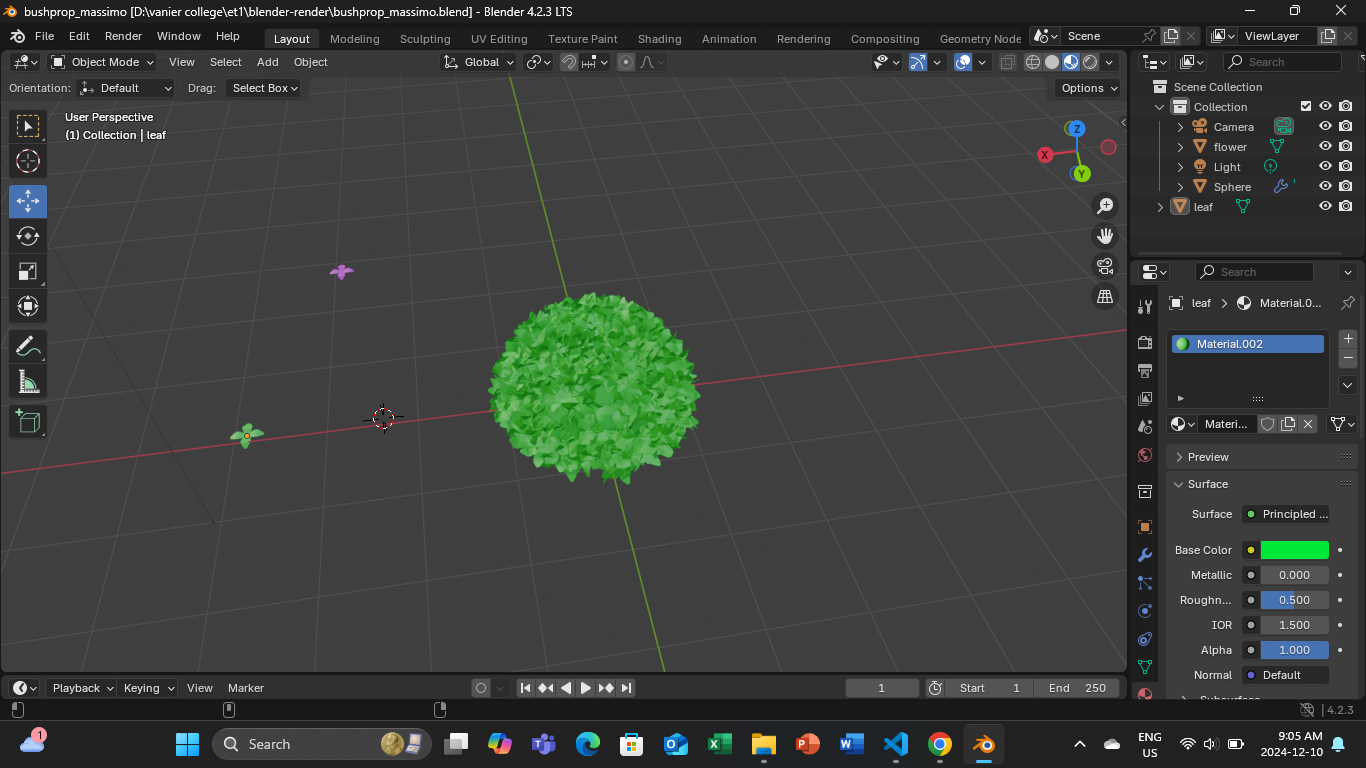 bushprop_massimo [D:\vanier college\et1\blender-render\bushprop_massimo.blend] - Blender 4.2.3 LTS
File Edit Render Window Help Layout Modeling Sculpting UV Editing Texture Paint Shading Animation Rendering Compositing Geometry Node Scene ViewLayer
Object Mode View Select Add Object Global Search
Orientation: Default Drag: Select Box Options
Scene Collection
User Perspective
(1) Collection | leaf
Collection
Camera
flower
Light
Sphere
leaf
X
Y
Z
Search
leaf > Material.0...
Material.002
Materi...
Preview
Surface
Surface Principled ...
Base Color
Metallic 0.000
Roughn... 0.500
IOR 1.500
Alpha 1.000
Normal Default
Subsurface
Playback Keying View Marker 1 Start 1 End 250
4.2.3
1
Search
ENG
US
9:05 AM
2024-12-10